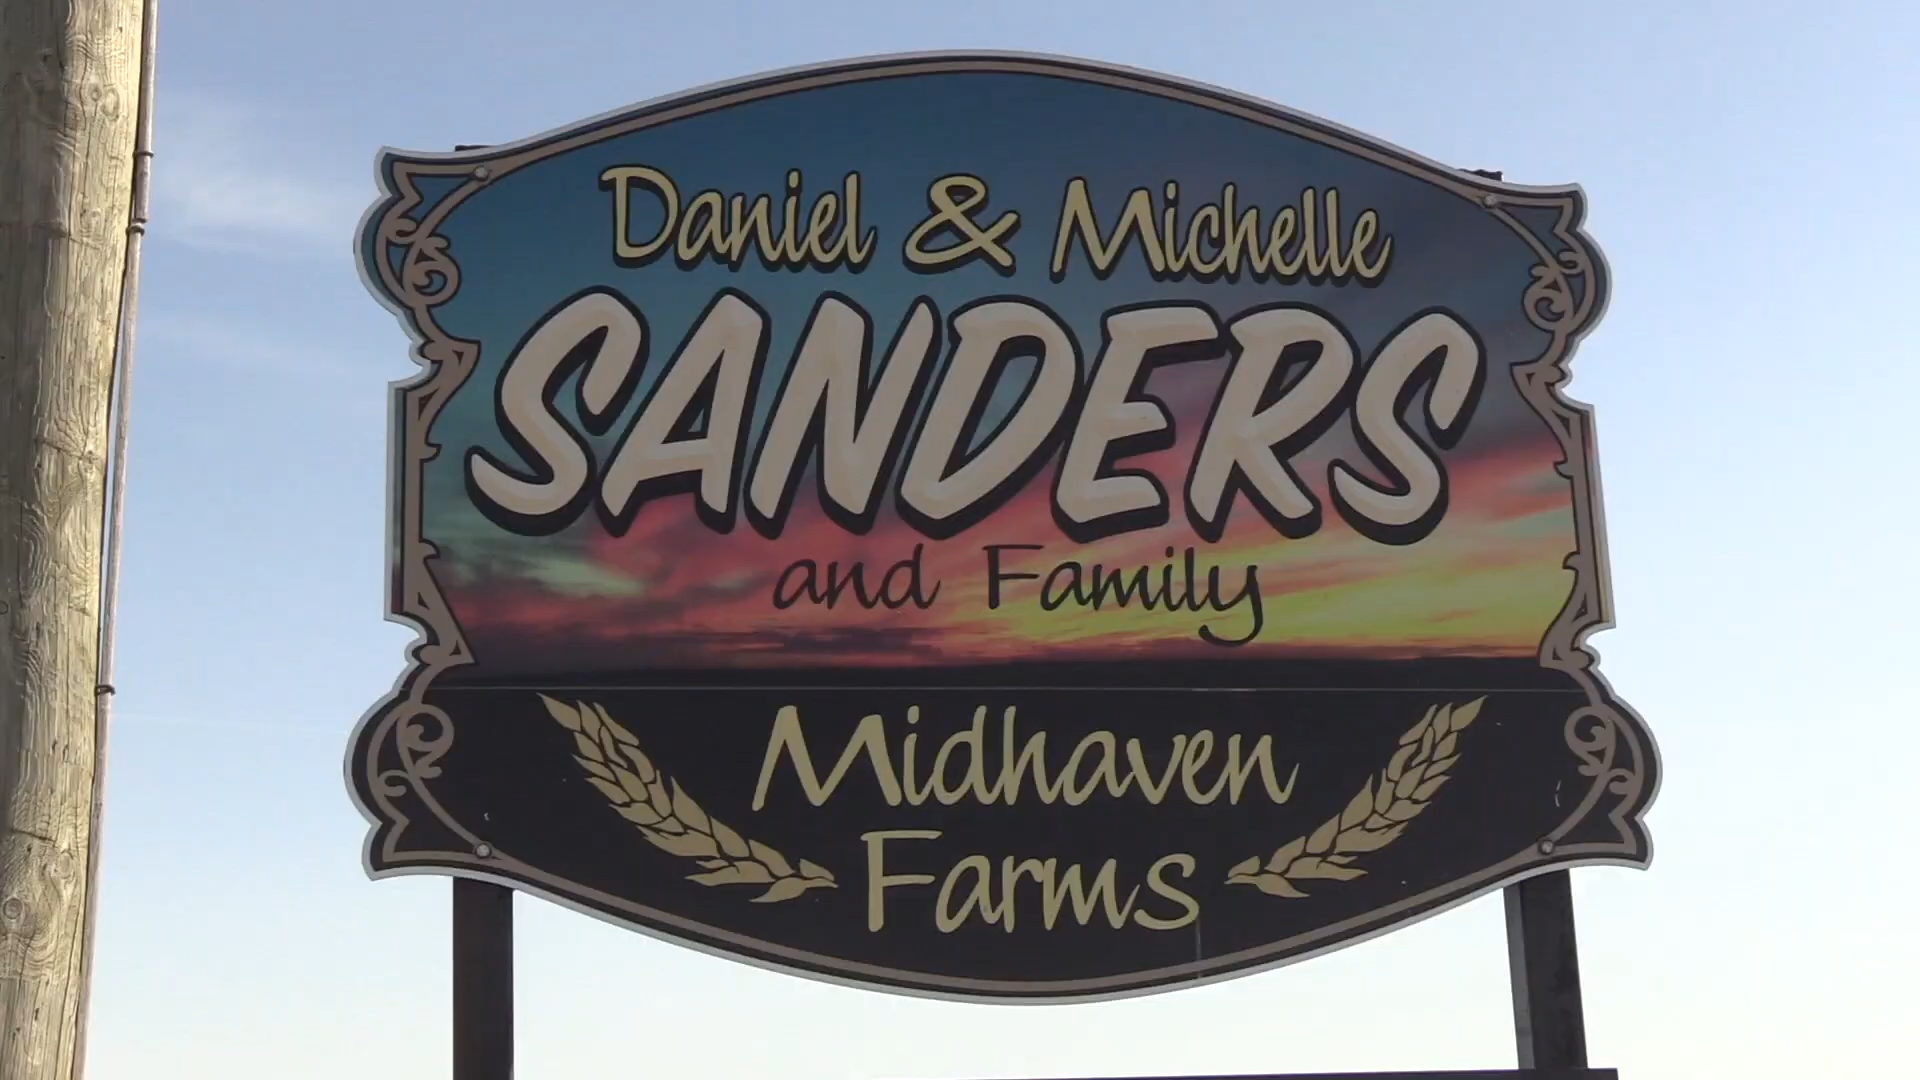 Daniel & Michelle
SANDERS
and Family
Midhaven
Farms